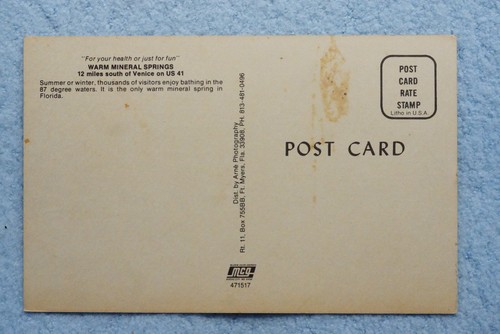 "For your health or just for fun"
WARM MINERAL SPRINGS
12 miles south of Venice on US 41
Summer or winter, thousands of visitors enjoy bathing in the
87 degree waters. It is the only warm mineral spring in
Florida.
Dist. by Arné Photography
Rt. 11, Box 755BB, Ft. Myers, Fla. 33908, PH. 813-481-0496
MCG
471517
POST CARD
POST
CARD
RATE
STAMP
Litho in U.S.A.